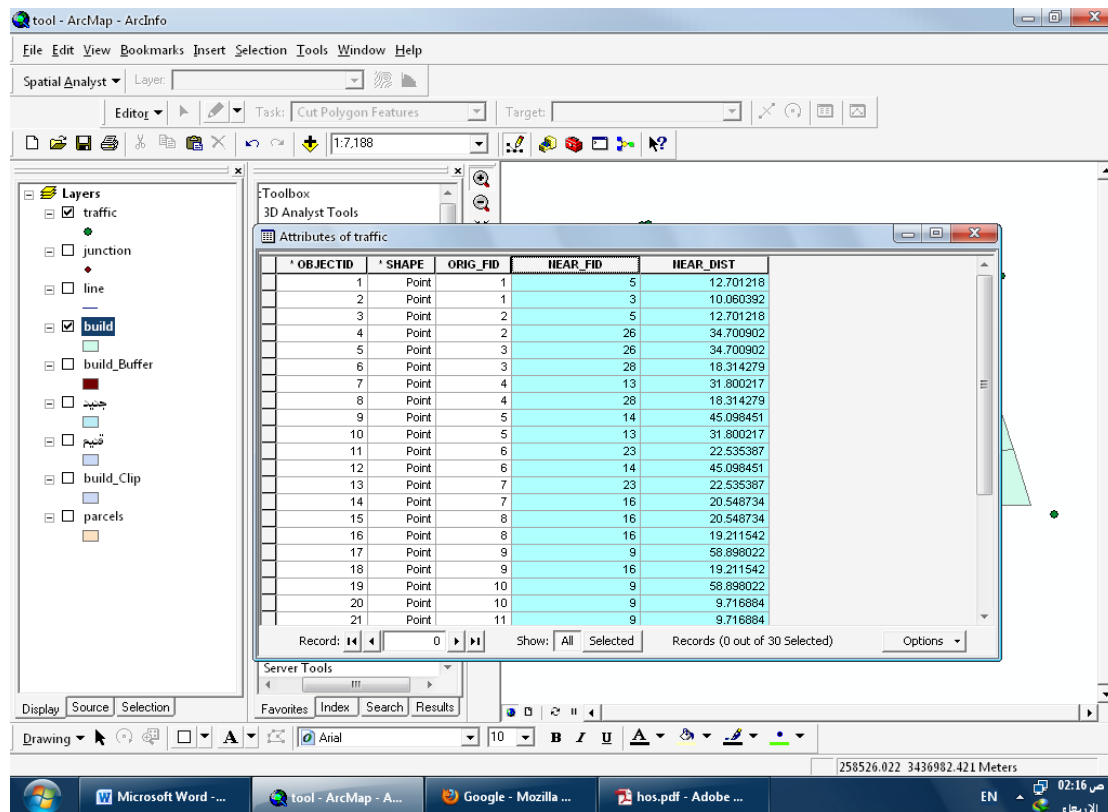 tool - ArcMap - ArcInfo
File Edit View Bookmarks Insert Selection Tools Window Help
Spatial Analyst Layer:
Editor Task: Cut Polygon Features Target:
1:7,188
Layers
traffic
junction
line
build
build_Buffer
جنيد
قنيم
build_Clip
parcels
Display Source Selection
:Toolbox
3D Analyst Tools
Attributes of traffic
* OBJECTID * SHAPE ORIG_FID NEAR_FID NEAR_DIST
1 Point 1 5 12.701218
2 Point 1 3 10.060392
3 Point 2 5 12.701218
4 Point 2 26 34.700902
5 Point 3 26 34.700902
6 Point 3 28 18.314279
7 Point 4 13 31.800217
8 Point 4 28 18.314279
9 Point 5 14 45.098451
10 Point 5 13 31.800217
11 Point 6 23 22.535387
12 Point 6 14 45.098451
13 Point 7 23 22.535387
14 Point 7 16 20.548734
15 Point 8 16 20.548734
16 Point 8 16 19.211542
17 Point 9 9 58.898022
18 Point 9 16 19.211542
19 Point 10 9 58.898022
20 Point 10 9 9.716884
21 Point 11 9 9.716884
Record: 0 Show: All Selected Records (0 out of 30 Selected) Options
Server Tools
Favorites Index Search Results
Drawing A Arial 10 B I U A
258526.022 3436982.421 Meters
Microsoft Word -... tool - ArcMap - A... Google - Mozilla ... hos.pdf - Adobe ... EN 02:16 ص
الاربعاء